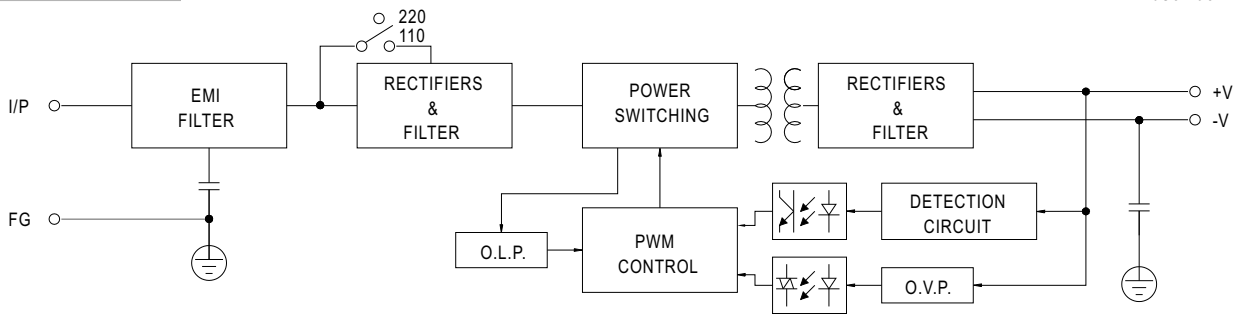 220
110
I/P
EMI
FILTER
RECTIFIERS
&
FILTER
POWER
SWITCHING
RECTIFIERS
&
FILTER
+V
-V
FG
O.L.P.
PWM
CONTROL
DETECTION
CIRCUIT
O.V.P.